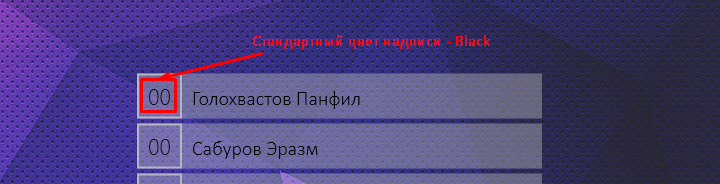 Стандартный цвет надписи - Black
00 Голохвастов Панфил
00 Сабуров Эразм